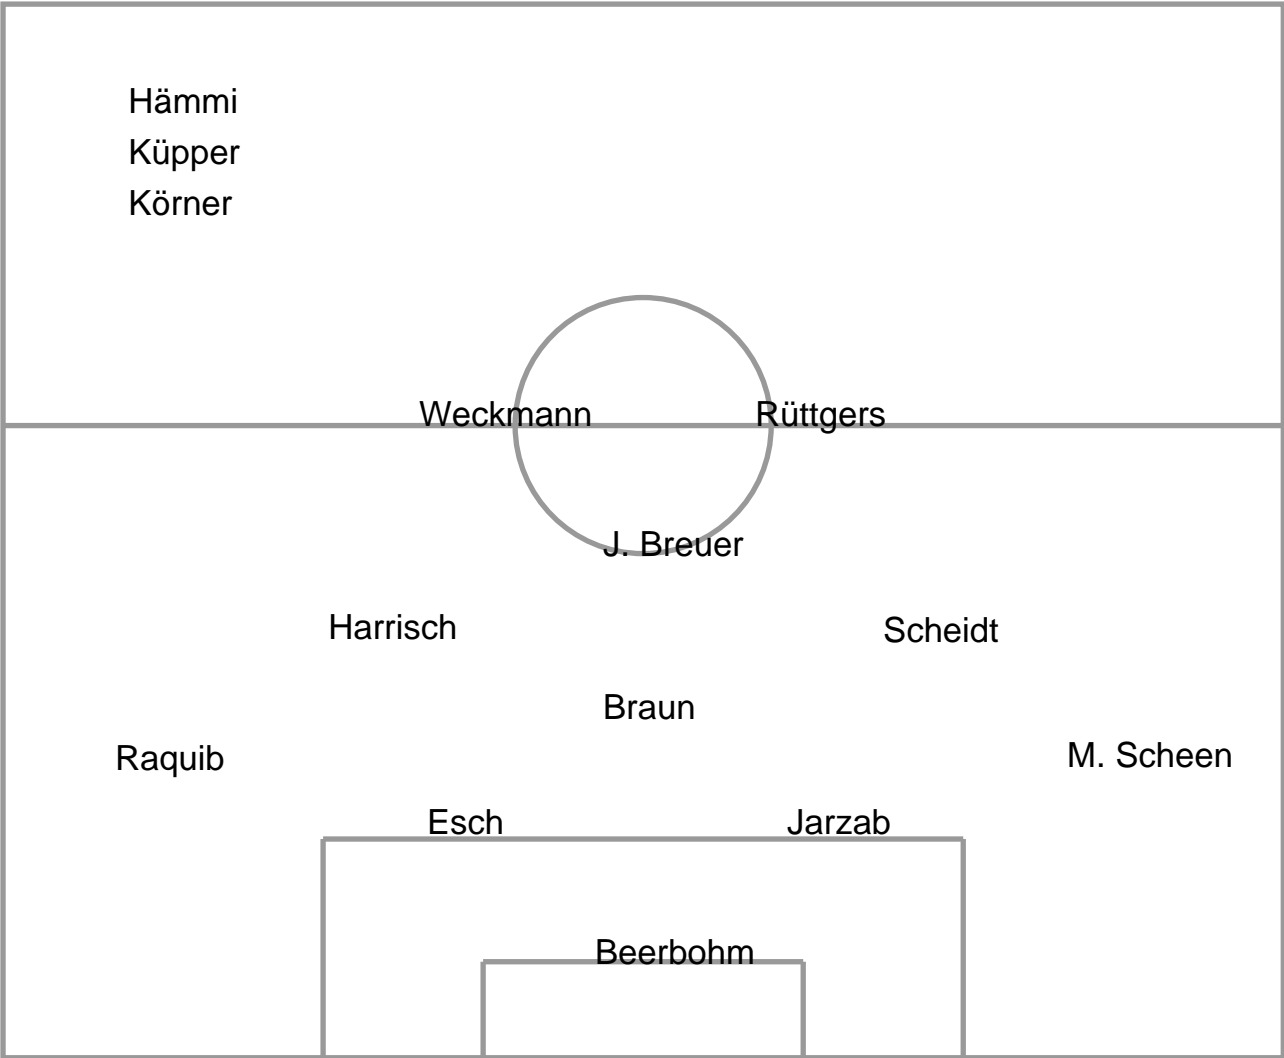 Hämmi
Küpper
Körner
Weckmann
Rüttgers
J. Breuer
Harrisch
Scheidt
Braun
Raquib
M. Scheen
Esch
Jarzab
Beerbohm